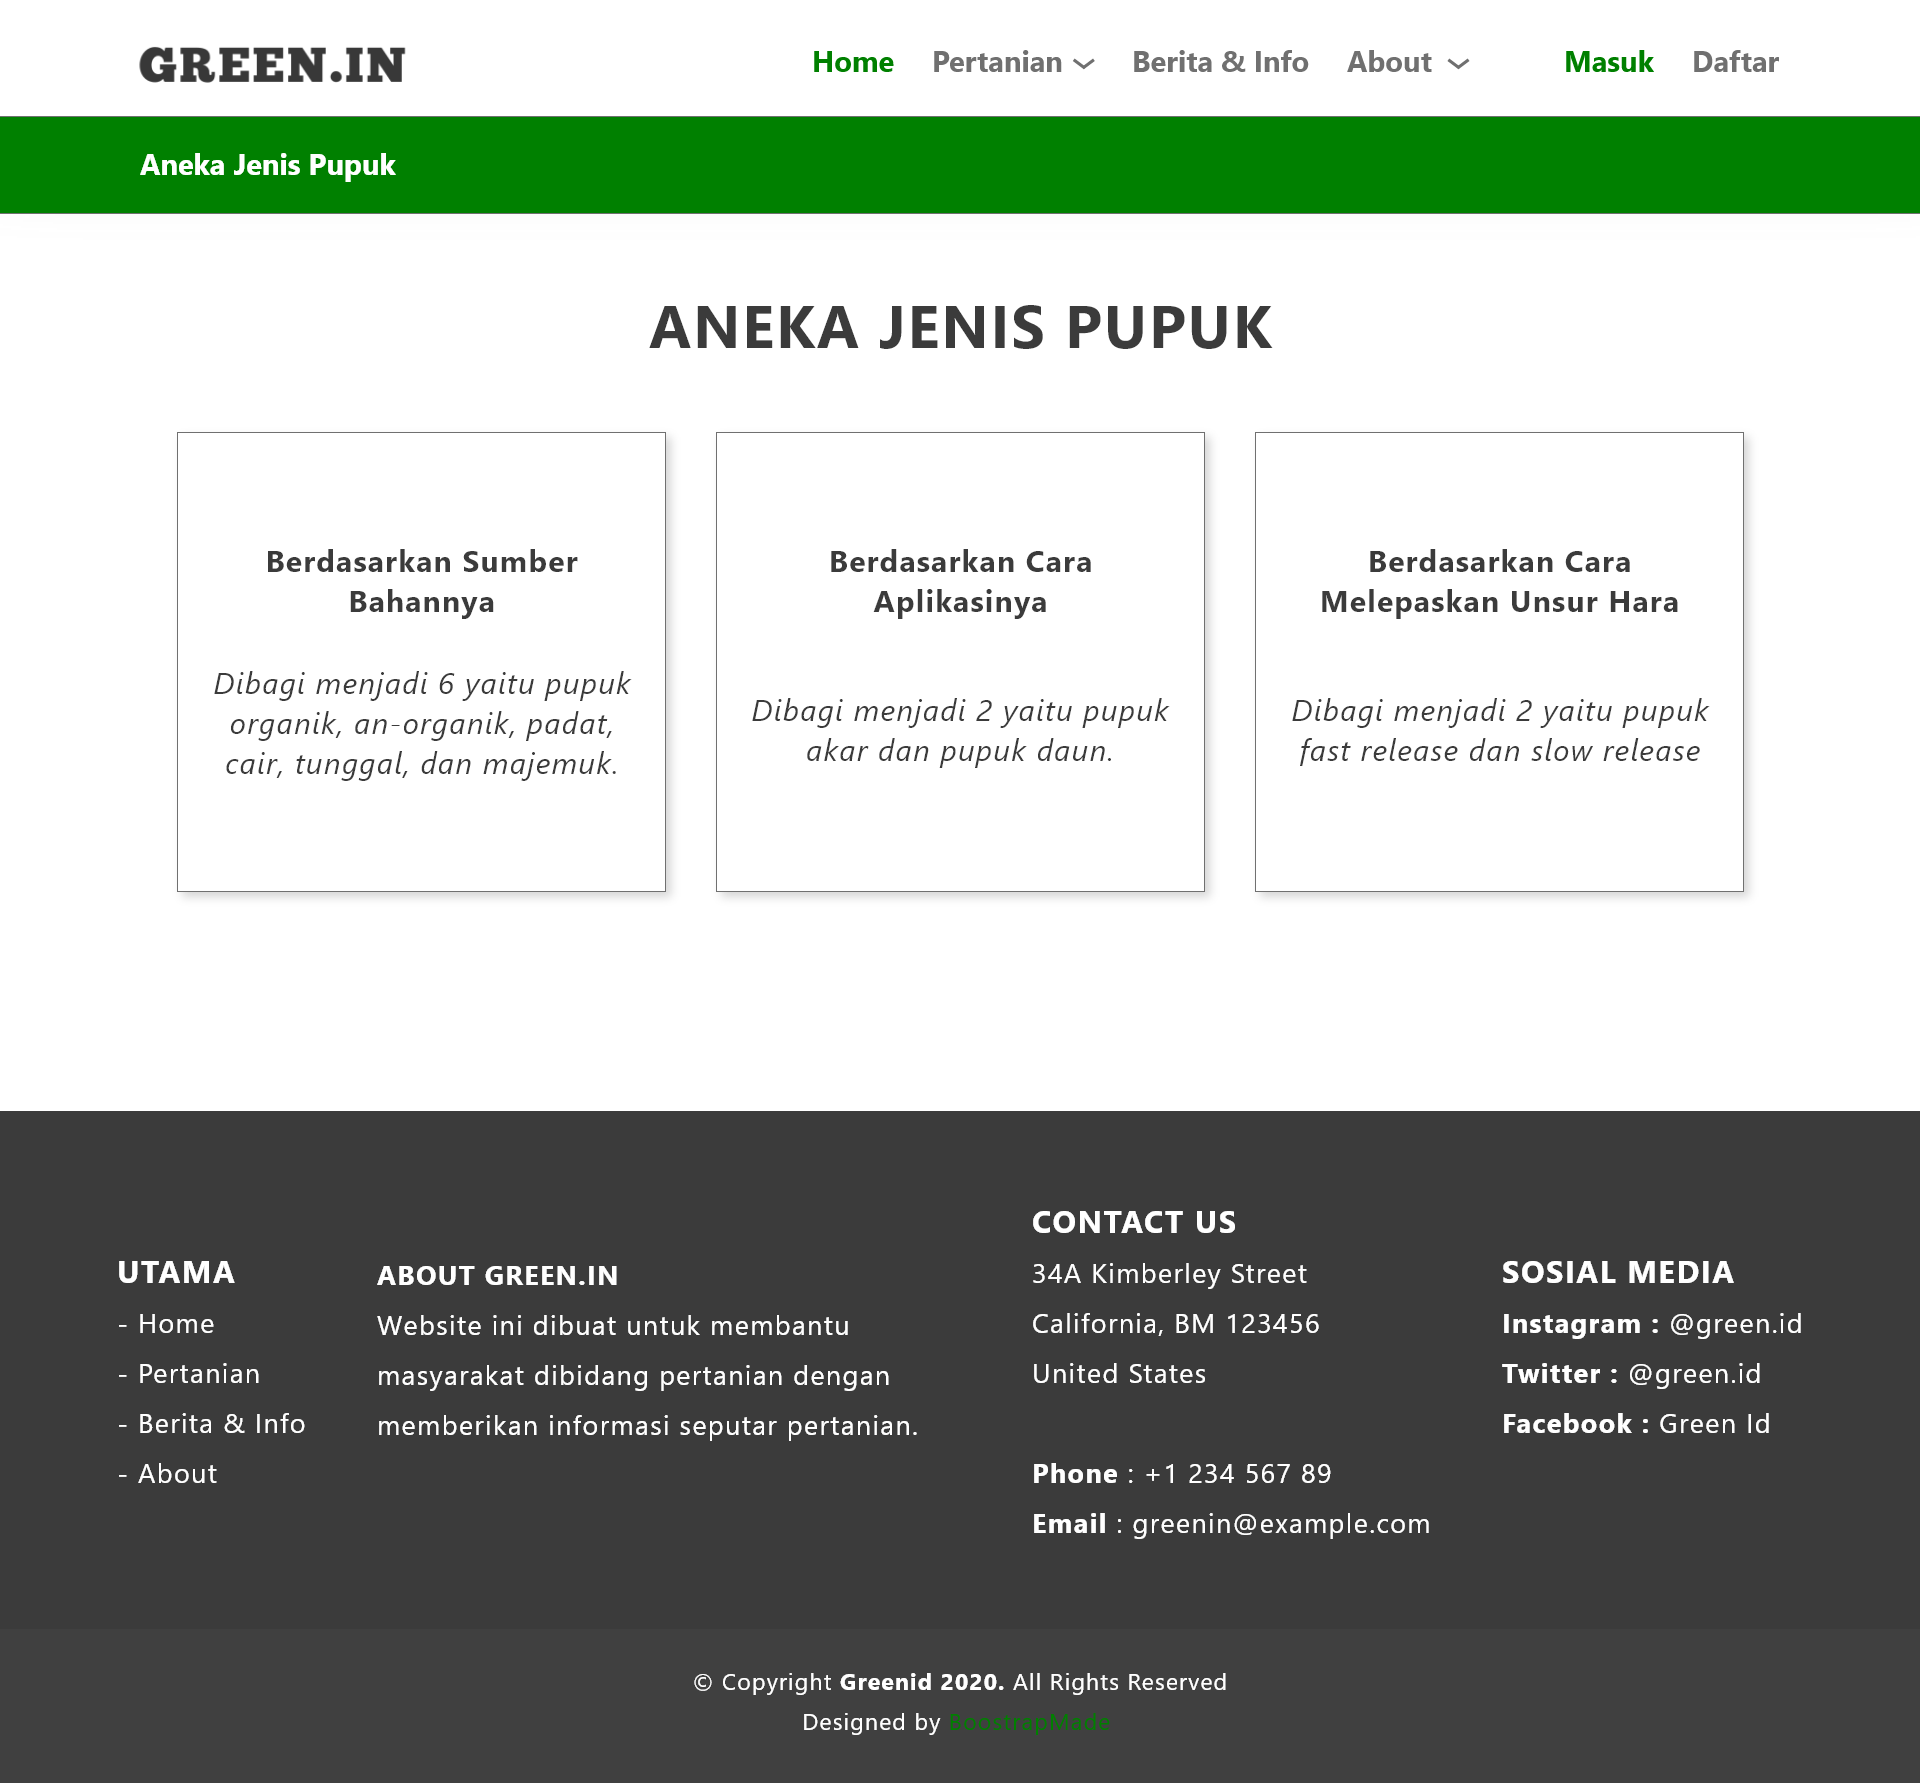 GREEN.IN
Home Pertanian Berita & Info About Masuk Daftar
Aneka Jenis Pupuk
ANEKA JENIS PUPUK
Berdasarkan Sumber
Bahannya
Dibagi menjadi 6 yaitu pupuk
organik, an-organik, padat,
cair, tunggal, dan majemuk.
Berdasarkan Cara
Aplikasinya
Dibagi menjadi 2 yaitu pupuk
akar dan pupuk daun.
Berdasarkan Cara
Melepaskan Unsur Hara
Dibagi menjadi 2 yaitu pupuk
fast release dan slow release
UTAMA
- Home
- Pertanian
- Berita & Info
- About
ABOUT GREEN.IN
Website ini dibuat untuk membantu
masyarakat dibidang pertanian dengan
memberikan informasi seputar pertanian.
CONTACT US
34A Kimberley Street
California, BM 123456
United States
Phone : +1 234 567 89
Email : greenin@example.com
SOSIAL MEDIA
Instagram : @green.id
Twitter : @green.id
Facebook : Green Id
© Copyright Greenid 2020. All Rights Reserved
Designed by BoostrapMade